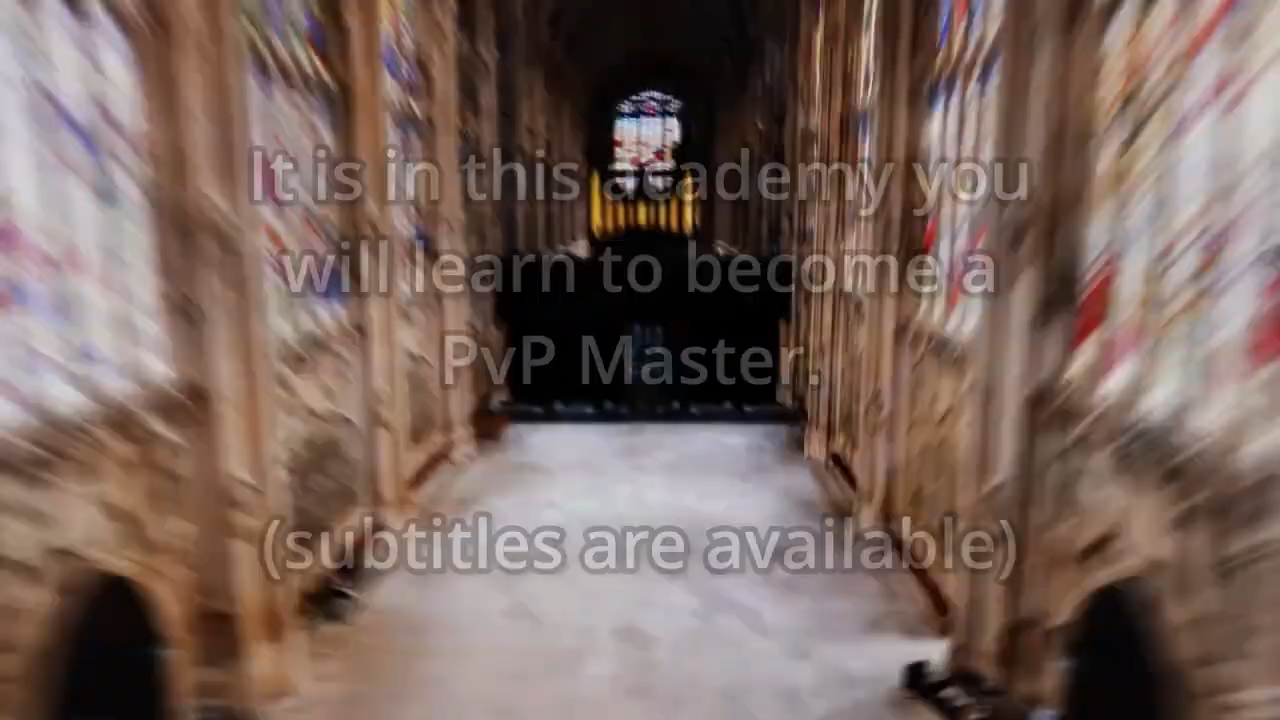 It is in this academy you
will learn to become a
PvP Master.
(subtitles are available)